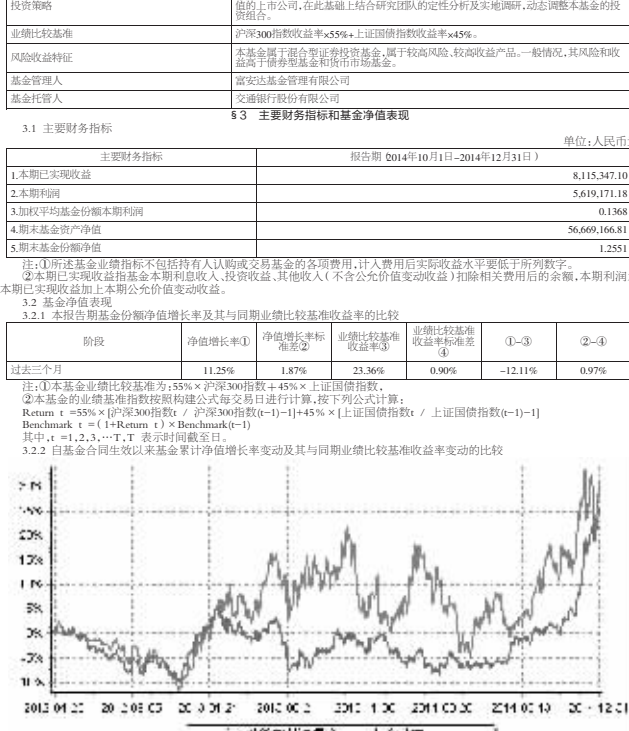 投资策略
值的上市公司,在此基础上结合研究团队的定性分析及实地调研,动态调整本基金的投
资组合。
业绩比较基准
沪深300指数收益率×55%+上证国债指数收益率×45%。
风险收益特征
本基金属于混合型证券投资基金,属于较高风险、较高收益产品。一般情况,其风险和收
益高于债券型基金和货币市场基金。
基金管理人
富安达基金管理有限公司
基金托管人
交通银行股份有限公司
§3 主要财务指标和基金净值表现
3.1 主要财务指标
单位:人民币
主要财务指标
报告期(2014年10月1日-2014年12月31日)
1.本期已实现收益
8,115,347.10
2.本期利润
5,619,171.18
3.加权平均基金份额本期利润
0.1368
4.期末基金资产净值
56,669,166.81
5.期末基金份额净值
1.2551
注:①所述基金业绩指标不包括持有人认购或交易基金的各项费用,计入费用后实际收益水平要低于所列数字。
②本期已实现收益指基金本期利息收入、投资收益、其他收入(不含公允价值变动收益)扣除相关费用后的余额,本期利润
本期已实现收益加上本期公允价值变动收益。
3.2 基金净值表现
3.2.1 本报告期基金份额净值增长率及其与同期业绩比较基准收益率的比较
阶段
净值增长率①
净值增长率标
准差②
业绩比较基准
收益率③
业绩比较基准
收益率标准差
④
①-③
②-④
过去三个月
11.25%
1.87%
23.36%
0.90%
-12.11%
0.97%
注:①本基金业绩比较基准为:55%×沪深300指数+45%×上证国债指数,
②本基金的业绩基准指数按照构建公式每交易日进行计算,按下列公式计算:
Return t =55%×[沪深300指数t / 沪深300指数(t-1)-1]+45%×[上证国债指数t / 上证国债指数(t-1)-1]
Benchmark t =(1+Return t)×Benchmark(t-1)
其中,t =1,2,3,…T,T 表示时间截至日。
3.2.2 自基金合同生效以来基金累计净值增长率变动及其与同期业绩比较基准收益率变动的比较